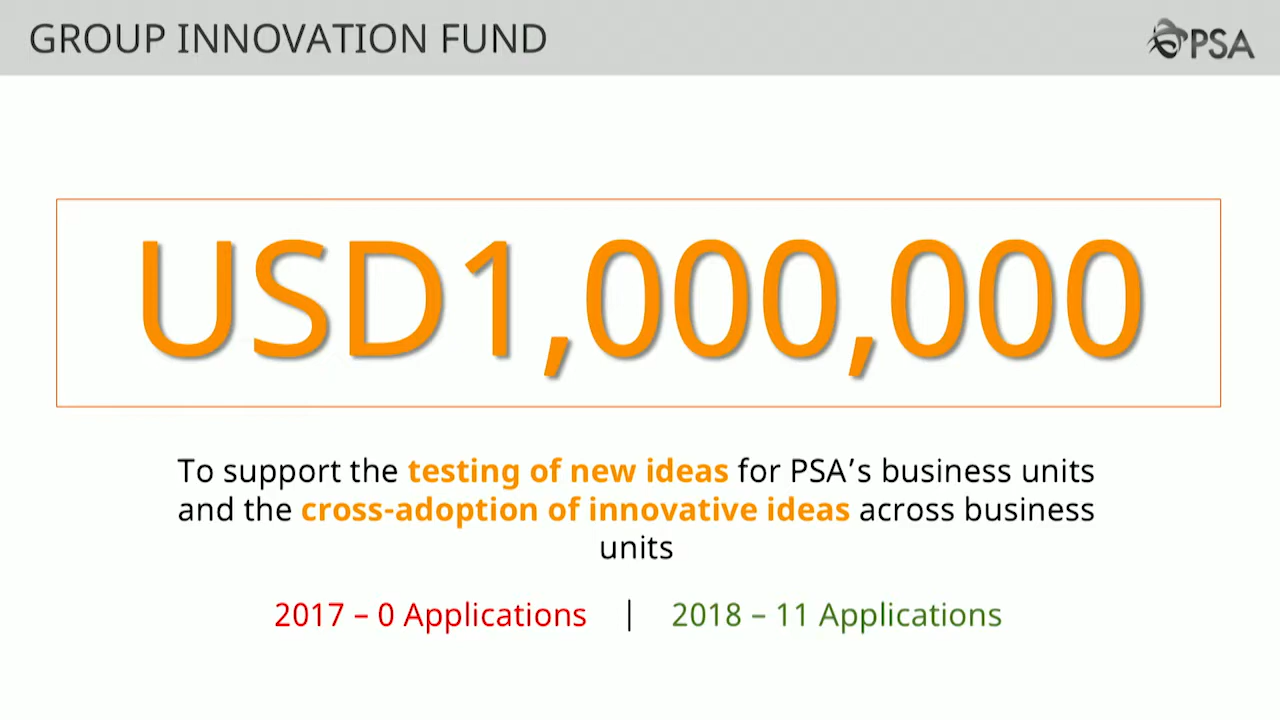 GROUP INNOVATION FUND
PSA
USD1,000,000
To support the testing of new ideas for PSA’s business units
and the cross-adoption of innovative ideas across business
units
2017 – 0 Applications | 2018 – 11 Applications